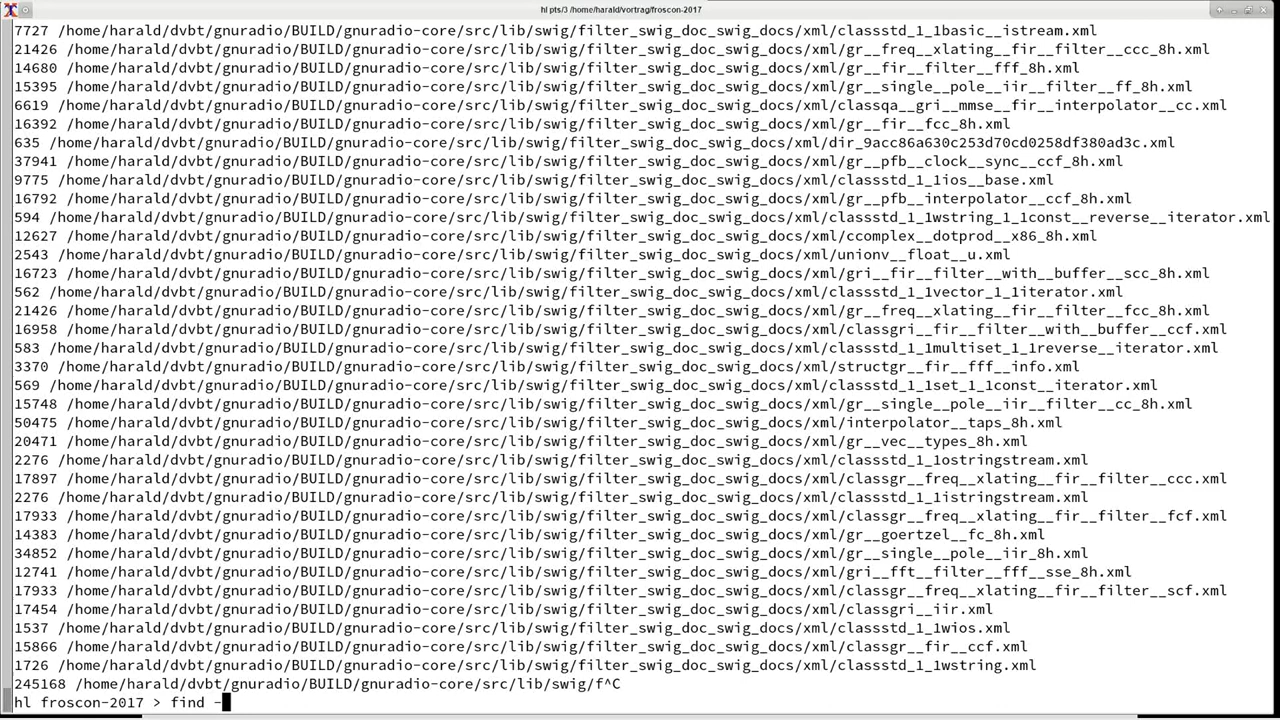 hl pts/3 /home/harald/vortrag/froscon-2017
7727 /home/harald/dvbt/gnuradio/BUILD/gnuradio-core/src/lib/swig/filter_swig_doc_swig_docs/xml/classstd_1_1basic__istream.xml
21426 /home/harald/dvbt/gnuradio/BUILD/gnuradio-core/src/lib/swig/filter_swig_doc_swig_docs/xml/gr__freq__xlating__fir__filter__ccc_8h.xml
14680 /home/harald/dvbt/gnuradio/BUILD/gnuradio-core/src/lib/swig/filter_swig_doc_swig_docs/xml/gr__fir__filter__fff_8h.xml
15395 /home/harald/dvbt/gnuradio/BUILD/gnuradio-core/src/lib/swig/filter_swig_doc_swig_docs/xml/gr__single__pole__iir__filter__ff_8h.xml
6619 /home/harald/dvbt/gnuradio/BUILD/gnuradio-core/src/lib/swig/filter_swig_doc_swig_docs/xml/classqa__gri__mmse__fir__interpolator__cc.xml
16392 /home/harald/dvbt/gnuradio/BUILD/gnuradio-core/src/lib/swig/filter_swig_doc_swig_docs/xml/gr__fir__fcc_8h.xml
635 /home/harald/dvbt/gnuradio/BUILD/gnuradio-core/src/lib/swig/filter_swig_doc_swig_docs/xml/dir_9acc86a630c253d70cd0258df380ad3c.xml
37941 /home/harald/dvbt/gnuradio/BUILD/gnuradio-core/src/lib/swig/filter_swig_doc_swig_docs/xml/gr__pfb__clock__sync__ccf_8h.xml
9775 /home/harald/dvbt/gnuradio/BUILD/gnuradio-core/src/lib/swig/filter_swig_doc_swig_docs/xml/classstd_1_1ios__base.xml
16792 /home/harald/dvbt/gnuradio/BUILD/gnuradio-core/src/lib/swig/filter_swig_doc_swig_docs/xml/gr__pfb__interpolator__ccf_8h.xml
594 /home/harald/dvbt/gnuradio/BUILD/gnuradio-core/src/lib/swig/filter_swig_doc_swig_docs/xml/classstd_1_1wstring_1_1const__reverse__iterator.xml
12627 /home/harald/dvbt/gnuradio/BUILD/gnuradio-core/src/lib/swig/filter_swig_doc_swig_docs/xml/ccomplex__dotprod__x86_8h.xml
2543 /home/harald/dvbt/gnuradio/BUILD/gnuradio-core/src/lib/swig/filter_swig_doc_swig_docs/xml/unionv__float__u.xml
16723 /home/harald/dvbt/gnuradio/BUILD/gnuradio-core/src/lib/swig/filter_swig_doc_swig_docs/xml/gri__fir__filter__with__buffer__scc_8h.xml
562 /home/harald/dvbt/gnuradio/BUILD/gnuradio-core/src/lib/swig/filter_swig_doc_swig_docs/xml/classstd_1_1vector_1_1iterator.xml
21426 /home/harald/dvbt/gnuradio/BUILD/gnuradio-core/src/lib/swig/filter_swig_doc_swig_docs/xml/gr__freq__xlating__fir__filter__fcc_8h.xml
16958 /home/harald/dvbt/gnuradio/BUILD/gnuradio-core/src/lib/swig/filter_swig_doc_swig_docs/xml/classgri__fir__filter__with__buffer__ccf.xml
583 /home/harald/dvbt/gnuradio/BUILD/gnuradio-core/src/lib/swig/filter_swig_doc_swig_docs/xml/classstd_1_1multiset_1_1reverse__iterator.xml
3370 /home/harald/dvbt/gnuradio/BUILD/gnuradio-core/src/lib/swig/filter_swig_doc_swig_docs/xml/structgr__fir__fff__info.xml
569 /home/harald/dvbt/gnuradio/BUILD/gnuradio-core/src/lib/swig/filter_swig_doc_swig_docs/xml/classstd_1_1set_1_1const__iterator.xml
15748 /home/harald/dvbt/gnuradio/BUILD/gnuradio-core/src/lib/swig/filter_swig_doc_swig_docs/xml/gr__single__pole__iir__filter__cc_8h.xml
50475 /home/harald/dvbt/gnuradio/BUILD/gnuradio-core/src/lib/swig/filter_swig_doc_swig_docs/xml/interpolator__taps_8h.xml
20471 /home/harald/dvbt/gnuradio/BUILD/gnuradio-core/src/lib/swig/filter_swig_doc_swig_docs/xml/gr__vec__types_8h.xml
2276 /home/harald/dvbt/gnuradio/BUILD/gnuradio-core/src/lib/swig/filter_swig_doc_swig_docs/xml/classstd_1_1ostringstream.xml
17897 /home/harald/dvbt/gnuradio/BUILD/gnuradio-core/src/lib/swig/filter_swig_doc_swig_docs/xml/classgr__freq__xlating__fir__filter__ccc.xml
2276 /home/harald/dvbt/gnuradio/BUILD/gnuradio-core/src/lib/swig/filter_swig_doc_swig_docs/xml/classstd_1_1istringstream.xml
17933 /home/harald/dvbt/gnuradio/BUILD/gnuradio-core/src/lib/swig/filter_swig_doc_swig_docs/xml/classgr__freq__xlating__fir__filter__fcf.xml
14383 /home/harald/dvbt/gnuradio/BUILD/gnuradio-core/src/lib/swig/filter_swig_doc_swig_docs/xml/gr__goertzel__fc_8h.xml
34852 /home/harald/dvbt/gnuradio/BUILD/gnuradio-core/src/lib/swig/filter_swig_doc_swig_docs/xml/gr__single__pole__iir_8h.xml
12741 /home/harald/dvbt/gnuradio/BUILD/gnuradio-core/src/lib/swig/filter_swig_doc_swig_docs/xml/gri__fft__filter__fff__sse_8h.xml
17933 /home/harald/dvbt/gnuradio/BUILD/gnuradio-core/src/lib/swig/filter_swig_doc_swig_docs/xml/classgr__freq__xlating__fir__filter__scf.xml
17454 /home/harald/dvbt/gnuradio/BUILD/gnuradio-core/src/lib/swig/filter_swig_doc_swig_docs/xml/classgri__iir.xml
1537 /home/harald/dvbt/gnuradio/BUILD/gnuradio-core/src/lib/swig/filter_swig_doc_swig_docs/xml/classstd_1_1wios.xml
15866 /home/harald/dvbt/gnuradio/BUILD/gnuradio-core/src/lib/swig/filter_swig_doc_swig_docs/xml/classgr__fir__ccf.xml
1726 /home/harald/dvbt/gnuradio/BUILD/gnuradio-core/src/lib/swig/filter_swig_doc_swig_docs/xml/classstd_1_1wstring.xml
245168 /home/harald/dvbt/gnuradio/BUILD/gnuradio-core/src/lib/swig/f^C
hl froscon-2017 > find -